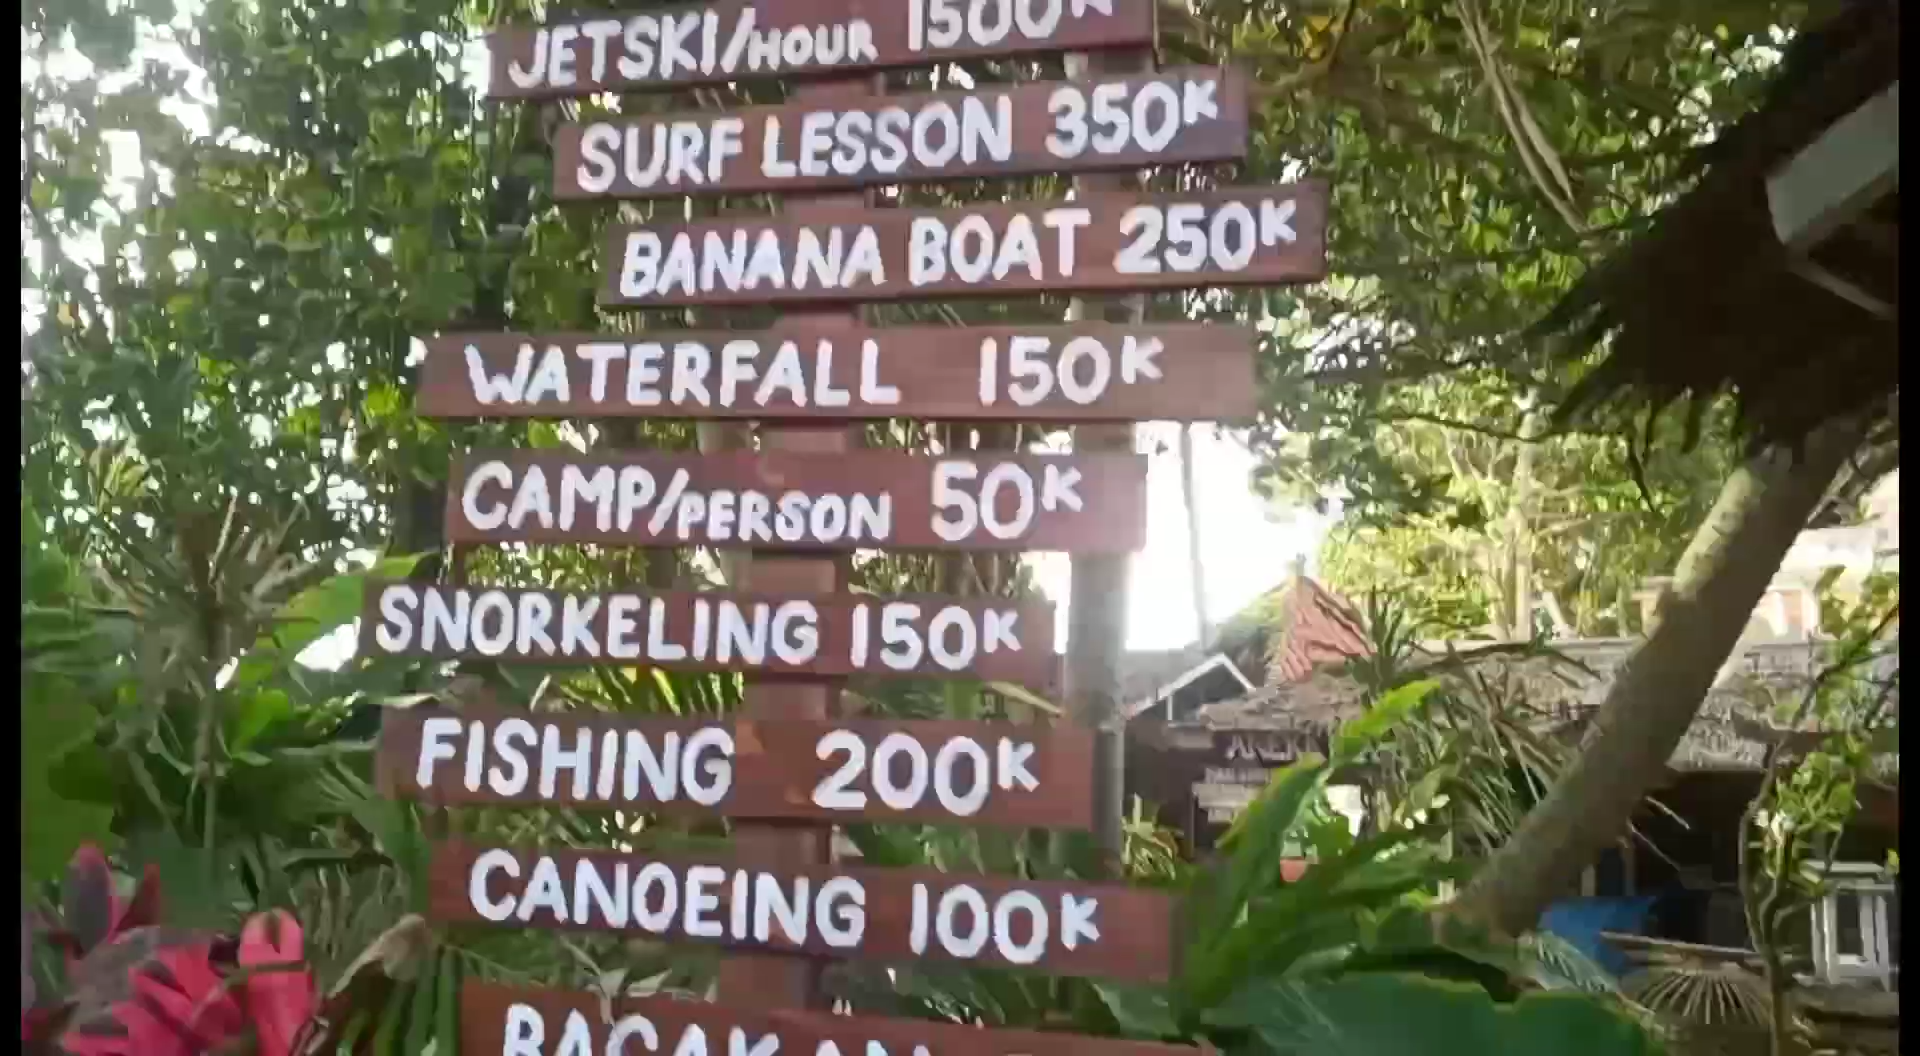 JETSKI/HOUR 1500K
SURF LESSON 350K
BANANA BOAT 250K
WATERFALL 150K
CAMP/PERSON 50K
SNORKELING 150K
FISHING 200K
CANOEING 100K